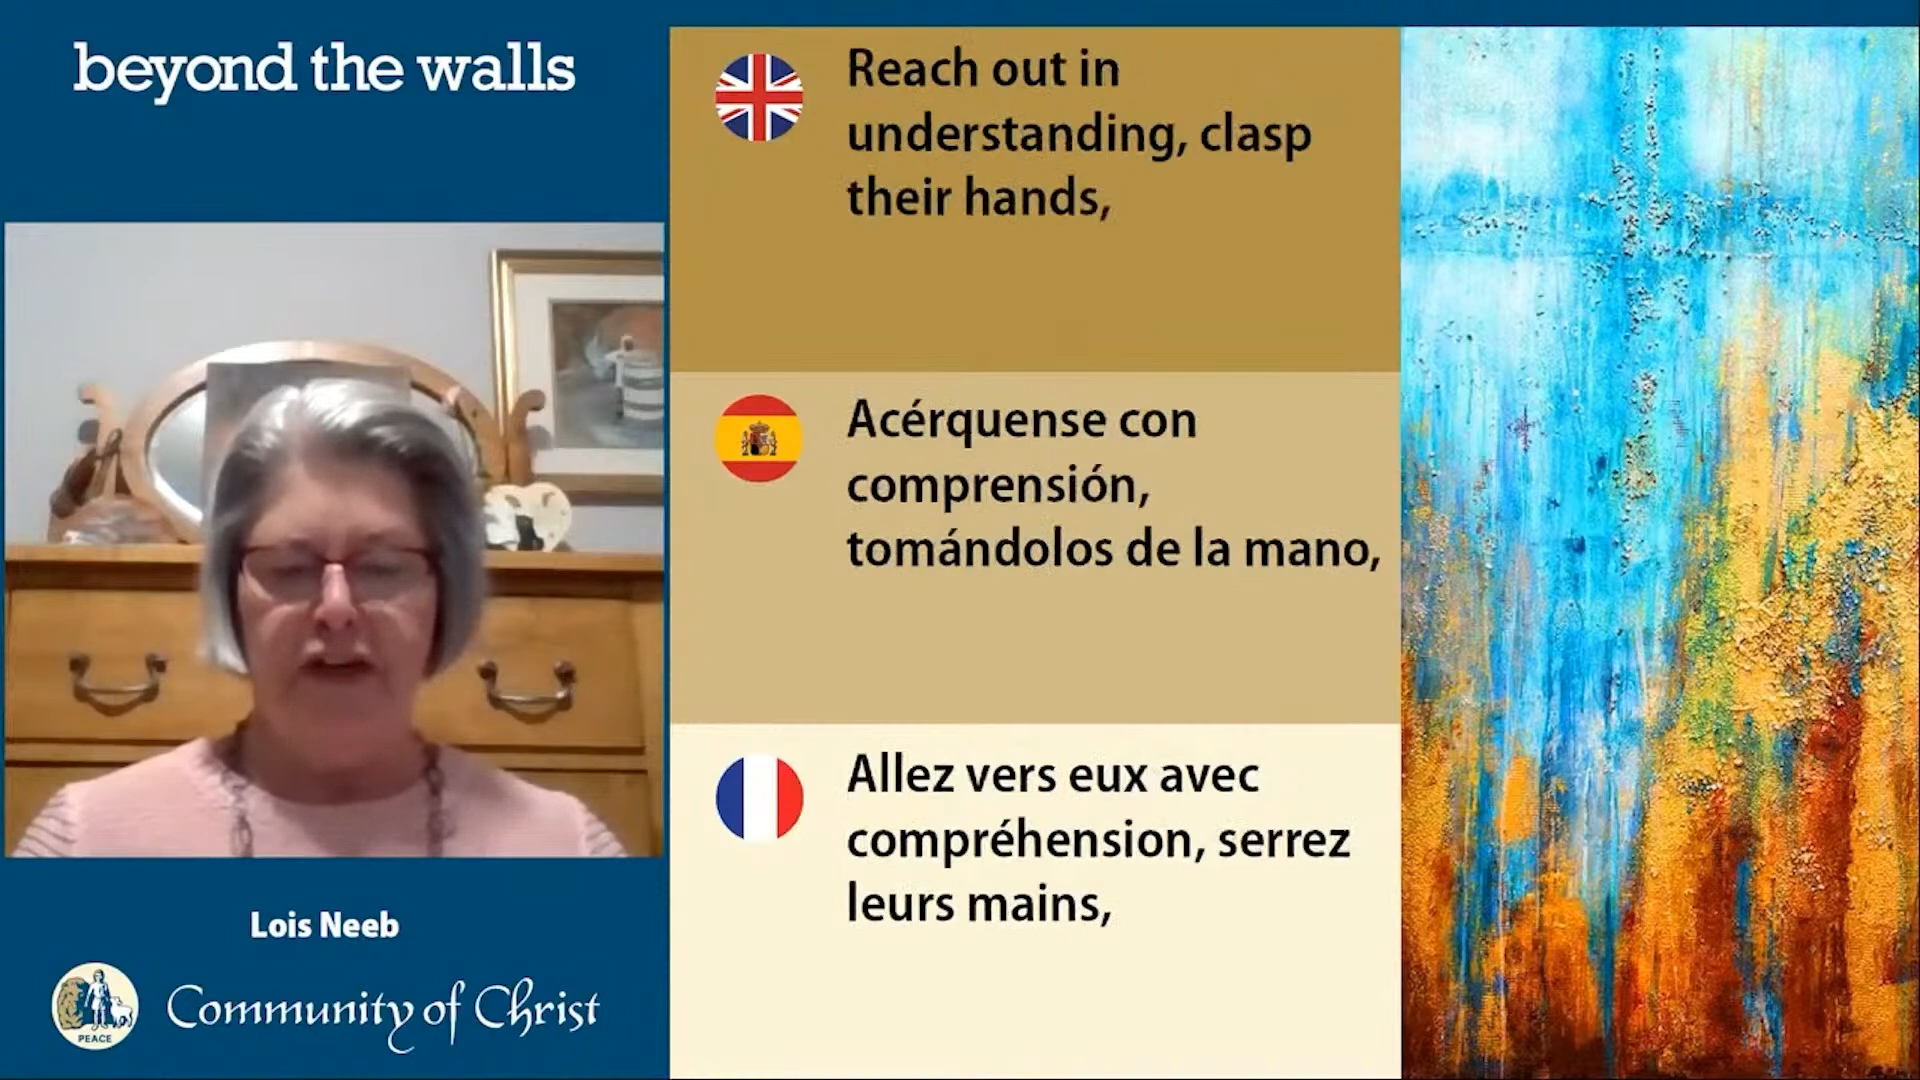 beyond the walls
Reach out in
understanding, clasp
their hands,
Acérquense con
comprensión,
tomándolos de la mano,
Allez vers eux avec
compréhension, serrez
leurs mains,
Lois Neeb
PEACE
Community of Christ